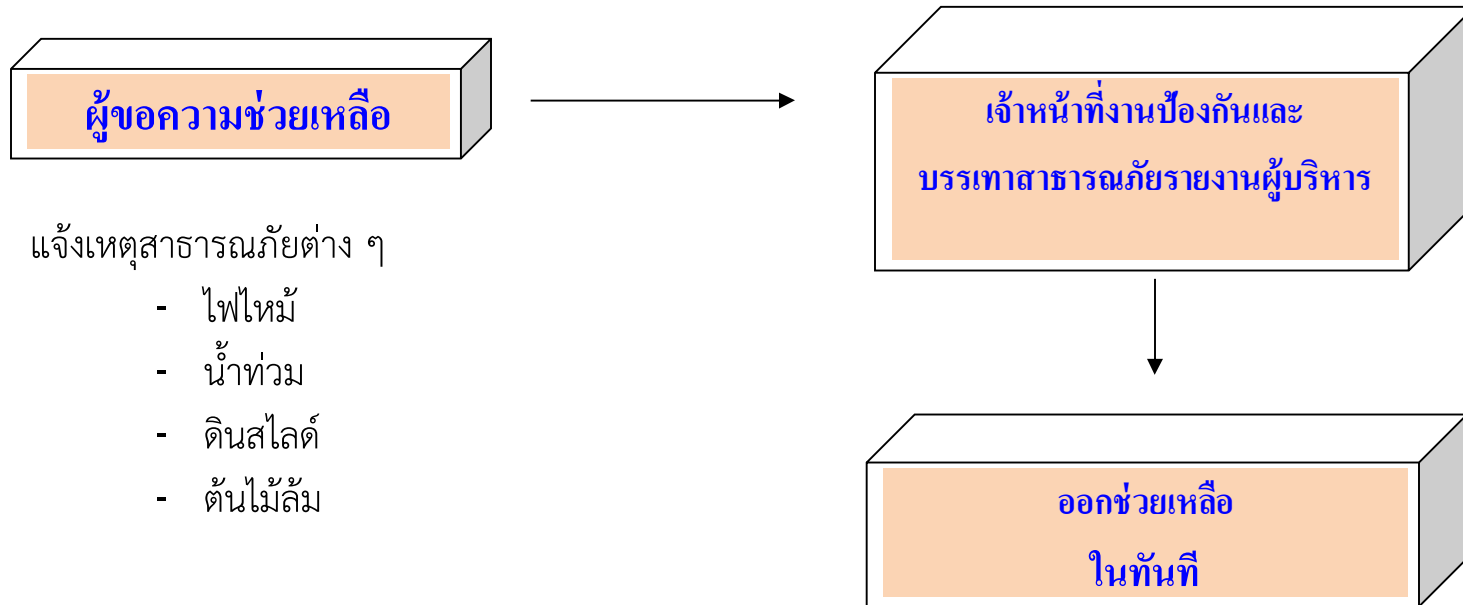 ผู้ขอความช่วยเหลือ
แจ้งเหตุสาธารณภัยต่าง ๆ
- ไฟไหม้
- น้ำท่วม
- ดินสไลด์
- ต้นไม้ล้ม
เจ้าหน้าที่งานป้องกันและ
บรรเทาสาธารณภัยรายงานผู้บริหาร
ออกช่วยเหลือ
ในทันที